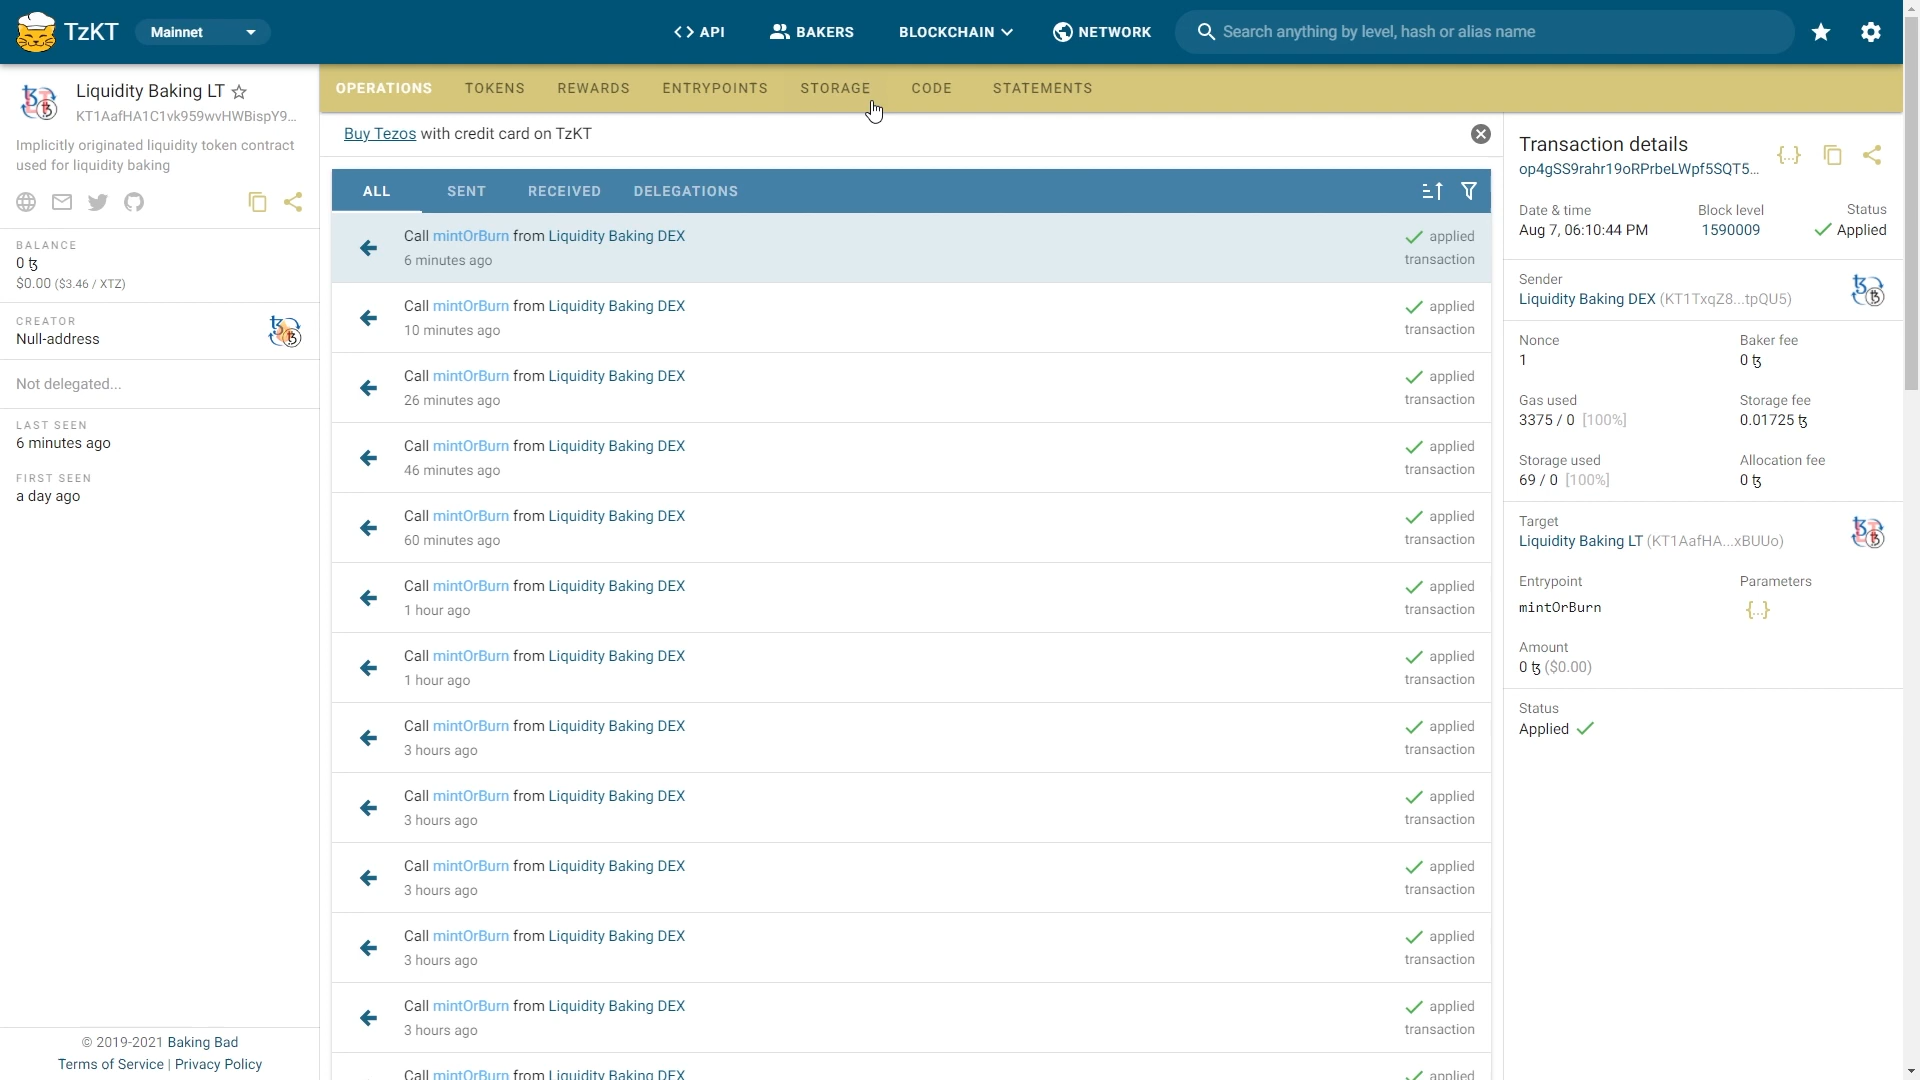 TzKT
Mainnet
API
BAKERS
BLOCKCHAIN
NETWORK
Search anything by level, hash or alias name
Liquidity Baking LT
KT1AafHA1C1vk959wvHWBispY9...
Implicitly originated liquidity token contract
used for liquidity baking
BALANCE
0 ꜩ
$0.00 ($3.46 / XTZ)
CREATOR
Null-address
Not delegated...
LAST SEEN
6 minutes ago
FIRST SEEN
a day ago
© 2019-2021 Baking Bad
Terms of Service | Privacy Policy
OPERATIONS
TOKENS
REWARDS
ENTRYPOINTS
STORAGE
CODE
STATEMENTS
Buy Tezos with credit card on TzKT
ALL
SENT
RECEIVED
DELEGATIONS
Call mintOrBurn from Liquidity Baking DEX
applied
6 minutes ago
transaction
Call mintOrBurn from Liquidity Baking DEX
applied
10 minutes ago
transaction
Call mintOrBurn from Liquidity Baking DEX
applied
26 minutes ago
transaction
Call mintOrBurn from Liquidity Baking DEX
applied
46 minutes ago
transaction
Call mintOrBurn from Liquidity Baking DEX
applied
60 minutes ago
transaction
Call mintOrBurn from Liquidity Baking DEX
applied
1 hour ago
transaction
Call mintOrBurn from Liquidity Baking DEX
applied
1 hour ago
transaction
Call mintOrBurn from Liquidity Baking DEX
applied
3 hours ago
transaction
Call mintOrBurn from Liquidity Baking DEX
applied
3 hours ago
transaction
Call mintOrBurn from Liquidity Baking DEX
applied
3 hours ago
transaction
Call mintOrBurn from Liquidity Baking DEX
applied
3 hours ago
transaction
Call mintOrBurn from Liquidity Baking DEX
applied
3 hours ago
transaction
Call mintOrBurn from Liquidity Baking DEX
applied
Transaction details
op4gSS9rahr19oRPrbeLWpf5SQT5...
Date & time
Block level
Status
Aug 7, 06:10:44 PM
1590009
Applied
Sender
Liquidity Baking DEX (KT1TxqZ8...tpQU5)
Nonce
Baker fee
1
0 ꜩ
Gas used
Storage fee
3375 / 0 [100%]
0.01725 ꜩ
Storage used
Allocation fee
69 / 0 [100%]
0 ꜩ
Target
Liquidity Baking LT (KT1AafHA...xBUUo)
Entrypoint
Parameters
mintOrBurn
{...}
Amount
0 ꜩ ($0.00)
Status
Applied